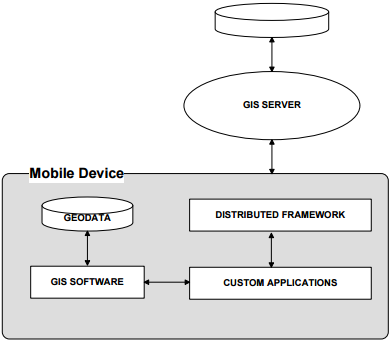 GIS SERVER
Mobile Device
GEODATA
DISTRIBUTED FRAMEWORK
GIS SOFTWARE
CUSTOM APPLICATIONS